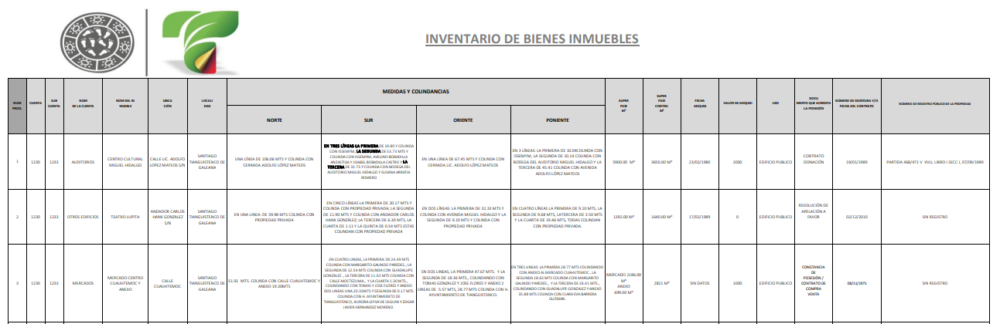 INVENTARIO DE BIENES INMUEBLES
NUM
PROG.
CUENTA
SUB
CUENTA
NOM
DE LA CUENTA
NOM DEL IN
MUEBLE
UBICA
CIÓN
LOCALI
DAD
MEDIDAS Y COLINDANCIAS
NORTE
SUR
ORIENTE
PONIENTE
SUPER
FICIE
M²
SUPER
FICIE
CONTRU
M²
FECHA
ADQUISI
VALOR DE ADQUISI
USO
DOCU
MENTO QUE ACREDITA
LA POSESIÓN
NÚMERO DE ESCRITURA Y/O
FECHA DEL CONTRATO
NÚMERO DE REGISTRO PÚBLICO DE LA PROPIEDAD
1
1230
1233
AUDITORIOS
CENTRO CULTURAL
MIGUEL HIDALGO
CALLE LIC. ADOLFO
LOPEZ MATEOS S/N
SANTIAGO
TIANGUISTENCO DE
GALEANA
UNA LÍNEA DE 106.06 MTS Y COLINDA CON
CERRADA ADOLFO LÓPEZ MATEOS
EN TRES LÍNEAS LA PRIMERA DE 19.80 Y COLINDA
CON ISSEMYM, LA SEGUNDA DE 53.73 MTS Y
COLINDA CON ISSEMYM, AVELINO BOBADILLA
ANZASTIGA Y JISABEL BOBADILLA CASTRO Y LA
TERCERA DE 32.75 Y COLINDA CON BODEGA DEL
AUDITORIO MIGUEL HIDALGO Y SUSANA ARRATIA
ROMERO
EN UNA LÍNEA DE 67.45 MTS Y COLINDA CON
CERRADA LIC. ADOLFO LÓPEZ MATEOS
EN 3 LÍNEAS: LA PRIMERA DE 10.04COLINDA CON
ISSEMYM, LA SEGUNDA DE 10.14 COLINDA CON
BODEGA DEL AUDITORIO MIGUEL HIDALGO Y LA
TERCERA DE 45.41 COLINDA CON AVENIDA
ADOLFO LÓPEZ MATEOS
5900.00 M²
3650.00 M²
23/02/1980
2000
EDIFICIO PUBLICO
CONTRATO
DONACIÓN
19/01/1989
PARTIDA 468/471 V XVLL LIBRO I SECC I, 07/09/1989
2
1230
1233
OTROS EDIFICIOS
TEATRO LUPITA
ANDADOR CARLOS
HANK GONZALEZ
S/N
SANTIAGO
TIANGUISTENCO DE
GALEANA
EN UNA LINEA: DE 39.98 MTS COLINDA CON
PROPIEDAD PRIVADA
EN CINCO LÍNEAS LA PRIMERA DE 20.17 MTS Y
COLINDA CON PROPIEDAD PRIVADA; LA SEGUNDA
DE 11.90 MTS Y COLINDA CON ANDADOR CARLOS
HANK GONZÁLEZ; LA TERCERA DE 6.30 MTS, LA
CUARTA DE 1.11 Y LA QUINTA DE 0.54 MTS ESTAS
COLINDAN CON PROPIEDAD PRIVADA
EN DOS LÍNEAS: LA PRIMERA DE 32.33 MTS Y
COLINDA CON AVENIDA MIGUEL HIDALGO Y LA
SEGUNDA DE 9.10 MTS Y COLINDA CON
PROPIEDAD PRIVADA
EN CUATRO LÍNEAS LA PRIMERA DE 9.10 MTS, LA
SEGUNDA DE 9.68 MTS, LATERCERA DE 3.50 MTS
Y LA CUARTA DE 19.46 MTS, TODAS COLINDAN
CON PROPIEDAD PRIVADA.
1392.00 M²
1640.00 M²
17/02/1989
0
EDIFICIO PUBLICO
RESOLUCIÓN DE
APELACIÓN A
FAVOR
02/12/2010
SIN REGISTRO
3
1230
1233
MERCADOS
MERCADO CENTRO
CUAUHTEMOC Y
ANEXO
CALLE
CUAUHTEMOC
SANTIAGO
TIANGUISTENCO DE
GALEANA
51.91 MTS. COLINDA CON CALLE CUAUHTEMOC Y
ANEXO 19.30MTS
EN CUATRO LINEAS, LA PRIMERA: DE 24.49 MTS
COLINDA CON MARGARITO GALINDO PAREDES., LA
SEGUNDA DE 12.54 MTS COLINDA CON GUADALUPE
GONZALEZ ., LA TERCERA DE 11.02 MTS COLINDA CON
CALLE MOCTEZUMA., Y LA CUARTA 1.30 MTS.,
COLINDANDO CON TOMAS Y JOSE FLORES Y ANEXO
DOS LINEAS UNA 20.33MTS Y SEGUNDA DE 0.17 MTS
COLINDA CON H. AYUNTAMIENTO DE
TIANGUISTENCO, AURORA LEYVA DE OLGUIN Y EDGAR
JAVIER HERNANDEZ MORENO.
EN DOS LINEAS, LA PRIMERA 47.67 MTS. Y LA
SEGUNDA DE 18.36 MTS., COLINDANDO CON
TOMAS GONZALEZ Y JOSE FLORES Y ANEXO 2
LINEAS DE 5.57 MTS, 28.77 MTS COLINDA CON H.
AYUNTAMIENTO DE TIANGUISTENCO.
EN TRES LINEAS: LA PRIMERA 28.77 MTS COLINDANDO
CON ANEXO AL MERCADO CUAHUTEMOC., LA
SEGUNDA 18.63 MTS COLINDA CON MARGARITO
GALINDO PAREDES., Y LA TERCERA DE 18.41 MTS.,
COLINDANDO CON GUADALUPE GONZALEZ Y ANEXO
35.88 MTS COLINDA CON CLARA EVA BARRERA
GUZMAN.
MERCADO 2186.00
M²
ANEXO
699.00 M²
2821 M²
SIN DATOS
1000
EDIFICIO PUBLICO
CONSTANCIA
DE
POSESIÓN /
CONTRATO DE
COMPRA
VENTA
08/11/1971
SIN REGISTRO